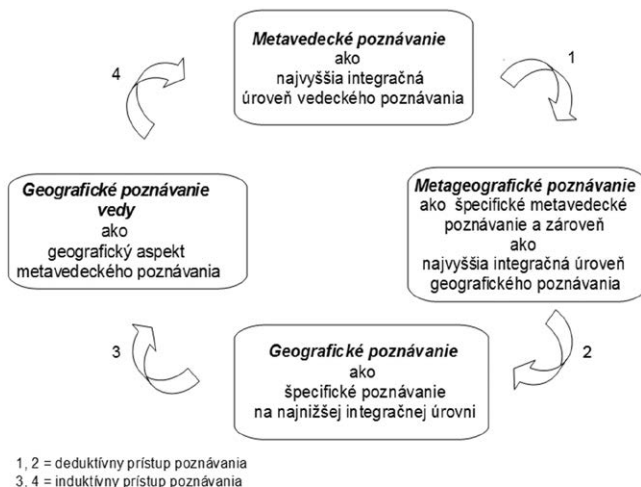 Metavedecké poznávanie
ako
najvyššia integračná
úroveň vedeckého poznávania
4
1
Geografické poznávanie
vedy
ako
geografický aspekt
metavedeckého poznávania
Metageografické poznávanie
ako špecifické metavedecké
poznávanie a zároveň
ako
najvyššia integračná úroveň
geografického poznávania
3
2
Geografické poznávanie
ako
špecifické poznávanie
na najnižšej integračnej úrovni
1, 2 = deduktívny prístup poznávania
3, 4 = induktívny prístup poznávania